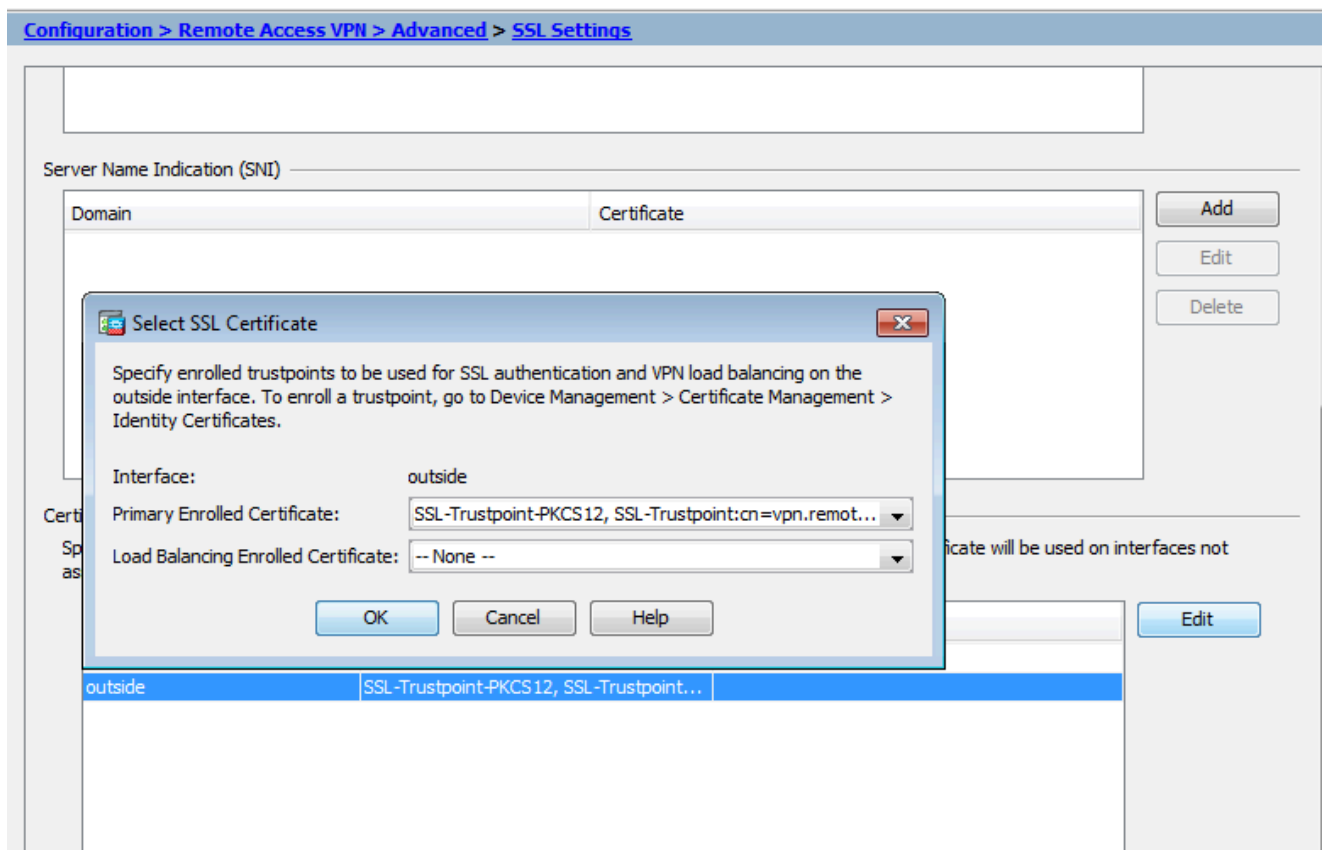 Configuration > Remote Access VPN > Advanced > SSL Settings
Server Name Indication (SNI)
Domain Certificate
Add
Edit
Delete
Select SSL Certificate
Specify enrolled trustpoints to be used for SSL authentication and VPN load balancing on the
outside interface. To enroll a trustpoint, go to Device Management > Certificate Management >
Identity Certificates.
Interface: outside
Primary Enrolled Certificate: SSL-Trustpoint-PKCS12, SSL-Trustpoint:cn=vpn.remot...
Load Balancing Enrolled Certificate: -- None --
OK Cancel Help
Certi
Sp
ficate will be used on interfaces not
as
Edit
outside SSL-Trustpoint-PKCS12, SSL-Trustpoint...